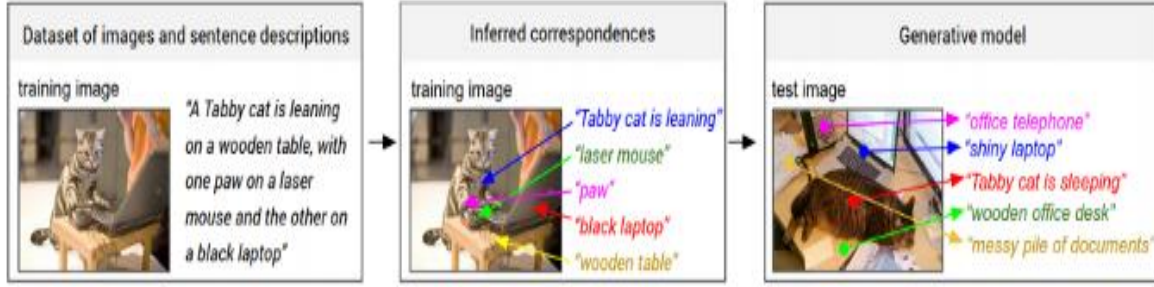 Dataset of images and sentence descriptions
training image
"A Tabby cat is leaning
on a wooden table, with
one paw on a laser
mouse and the other on
a black laptop"
Inferred correspondences
training image
"Tabby cat is leaning"
"laser mouse"
"paw"
"black laptop"
"wooden table"
Generative model
test image
"office telephone"
"shiny laptop"
"Tabby cat is sleeping"
"wooden office desk"
"messy pile of documents"